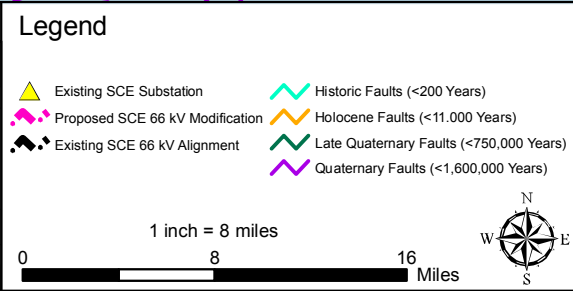 Legend
Existing SCE Substation
Proposed SCE 66 kV Modification
Existing SCE 66 kV Alignment
Historic Faults (<200 Years)
Holocene Faults (<11.000 Years)
Late Quaternary Faults (<750,000 Years)
Quaternary Faults (<1,600,000 Years)
1 inch = 8 miles
0 8 16
Miles
N
W E
S